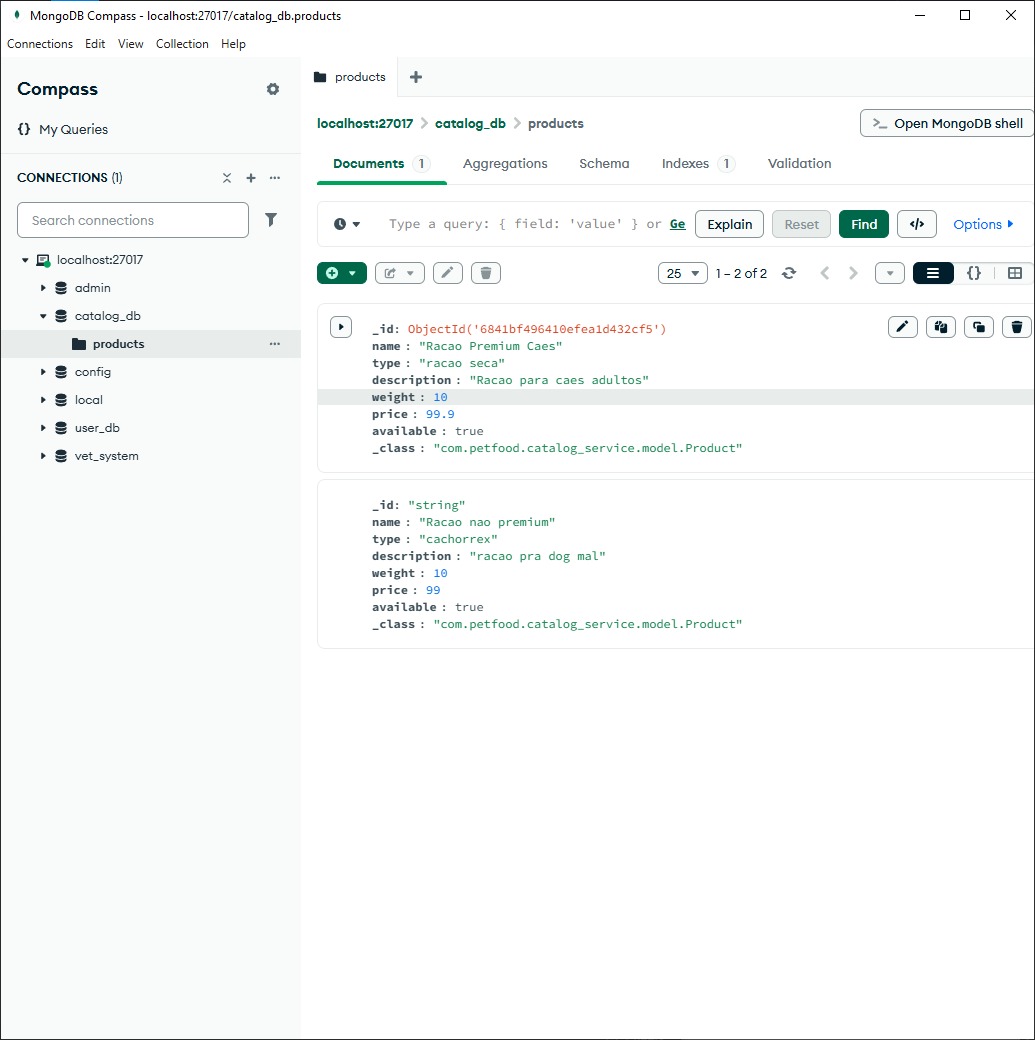 MongoDB Compass - localhost:27017/catalog_db.products
Connections Edit View Collection Help
Compass
products
{} My Queries
localhost:27017 > catalog_db > products
>_ Open MongoDB shell
Documents 1 Aggregations Schema Indexes 1 Validation
CONNECTIONS (1)
Search connections
Type a query: { field: 'value' } or Ge
Explain Reset Find </> Options
localhost:27017
admin
catalog_db
products
config
local
user_db
vet_system
25 1 – 2 of 2
{}
_id: ObjectId('6841bf496410efea1d432cf5')
name : "Racao Premium Caes"
type : "racao seca"
description : "Racao para caes adultos"
weight : 10
price : 99.9
available : true
_class : "com.petfood.catalog_service.model.Product"
_id: "string"
name : "Racao nao premium"
type : "cachorrex"
description : "racao pra dog mal"
weight : 10
price : 99
available : true
_class : "com.petfood.catalog_service.model.Product"